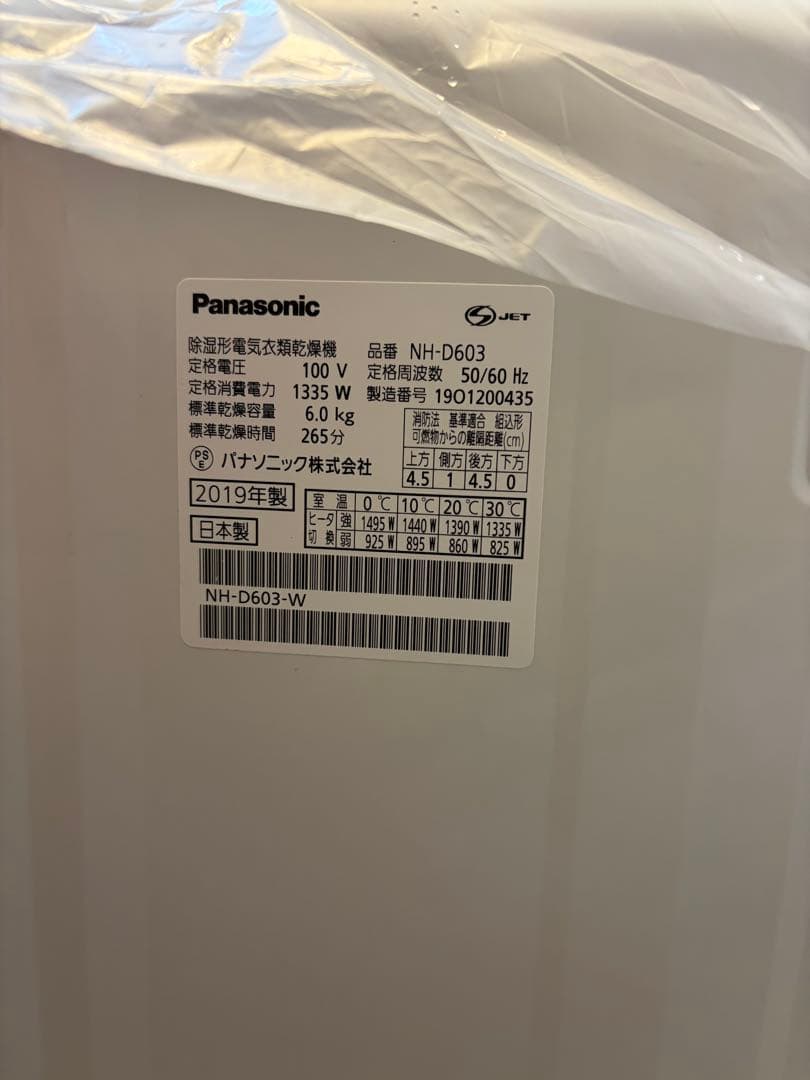 Panasonic
JET
除湿形電気衣類乾燥機 品番 NH-D603
定格電圧 100 V 定格周波数 50/60 Hz
定格消費電力 1335 W 製造番号 19O1200435
標準乾燥容量 6.0 kg
標準乾燥時間 265分
消防法 基準適合 組込形
可燃物からの離隔距離(cm)
上方 側方 後方 下方
4.5 1 4.5 0
PSE パナソニック株式会社
2019年製
日本製
室温 0℃ 10℃ 20℃ 30℃
ヒータ切換 強 1495 W 1440 W 1390 W 1335 W
弱 925 W 895 W 860 W 825 W
NH-D603-W